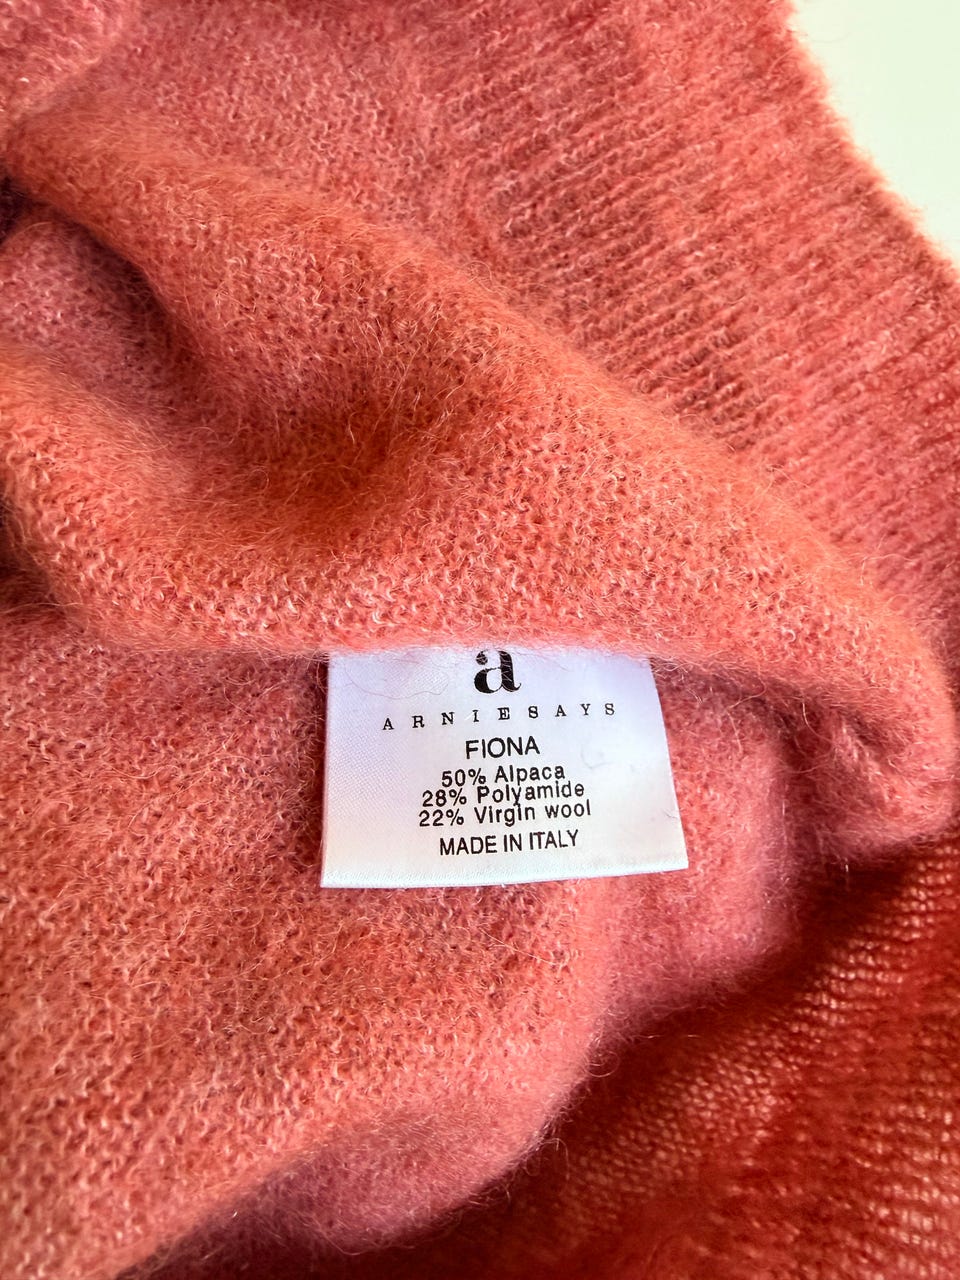 a
ARNIESAYS
FIONA
50% Alpaca
28% Polyamide
22% Virgin wool
MADE IN ITALY